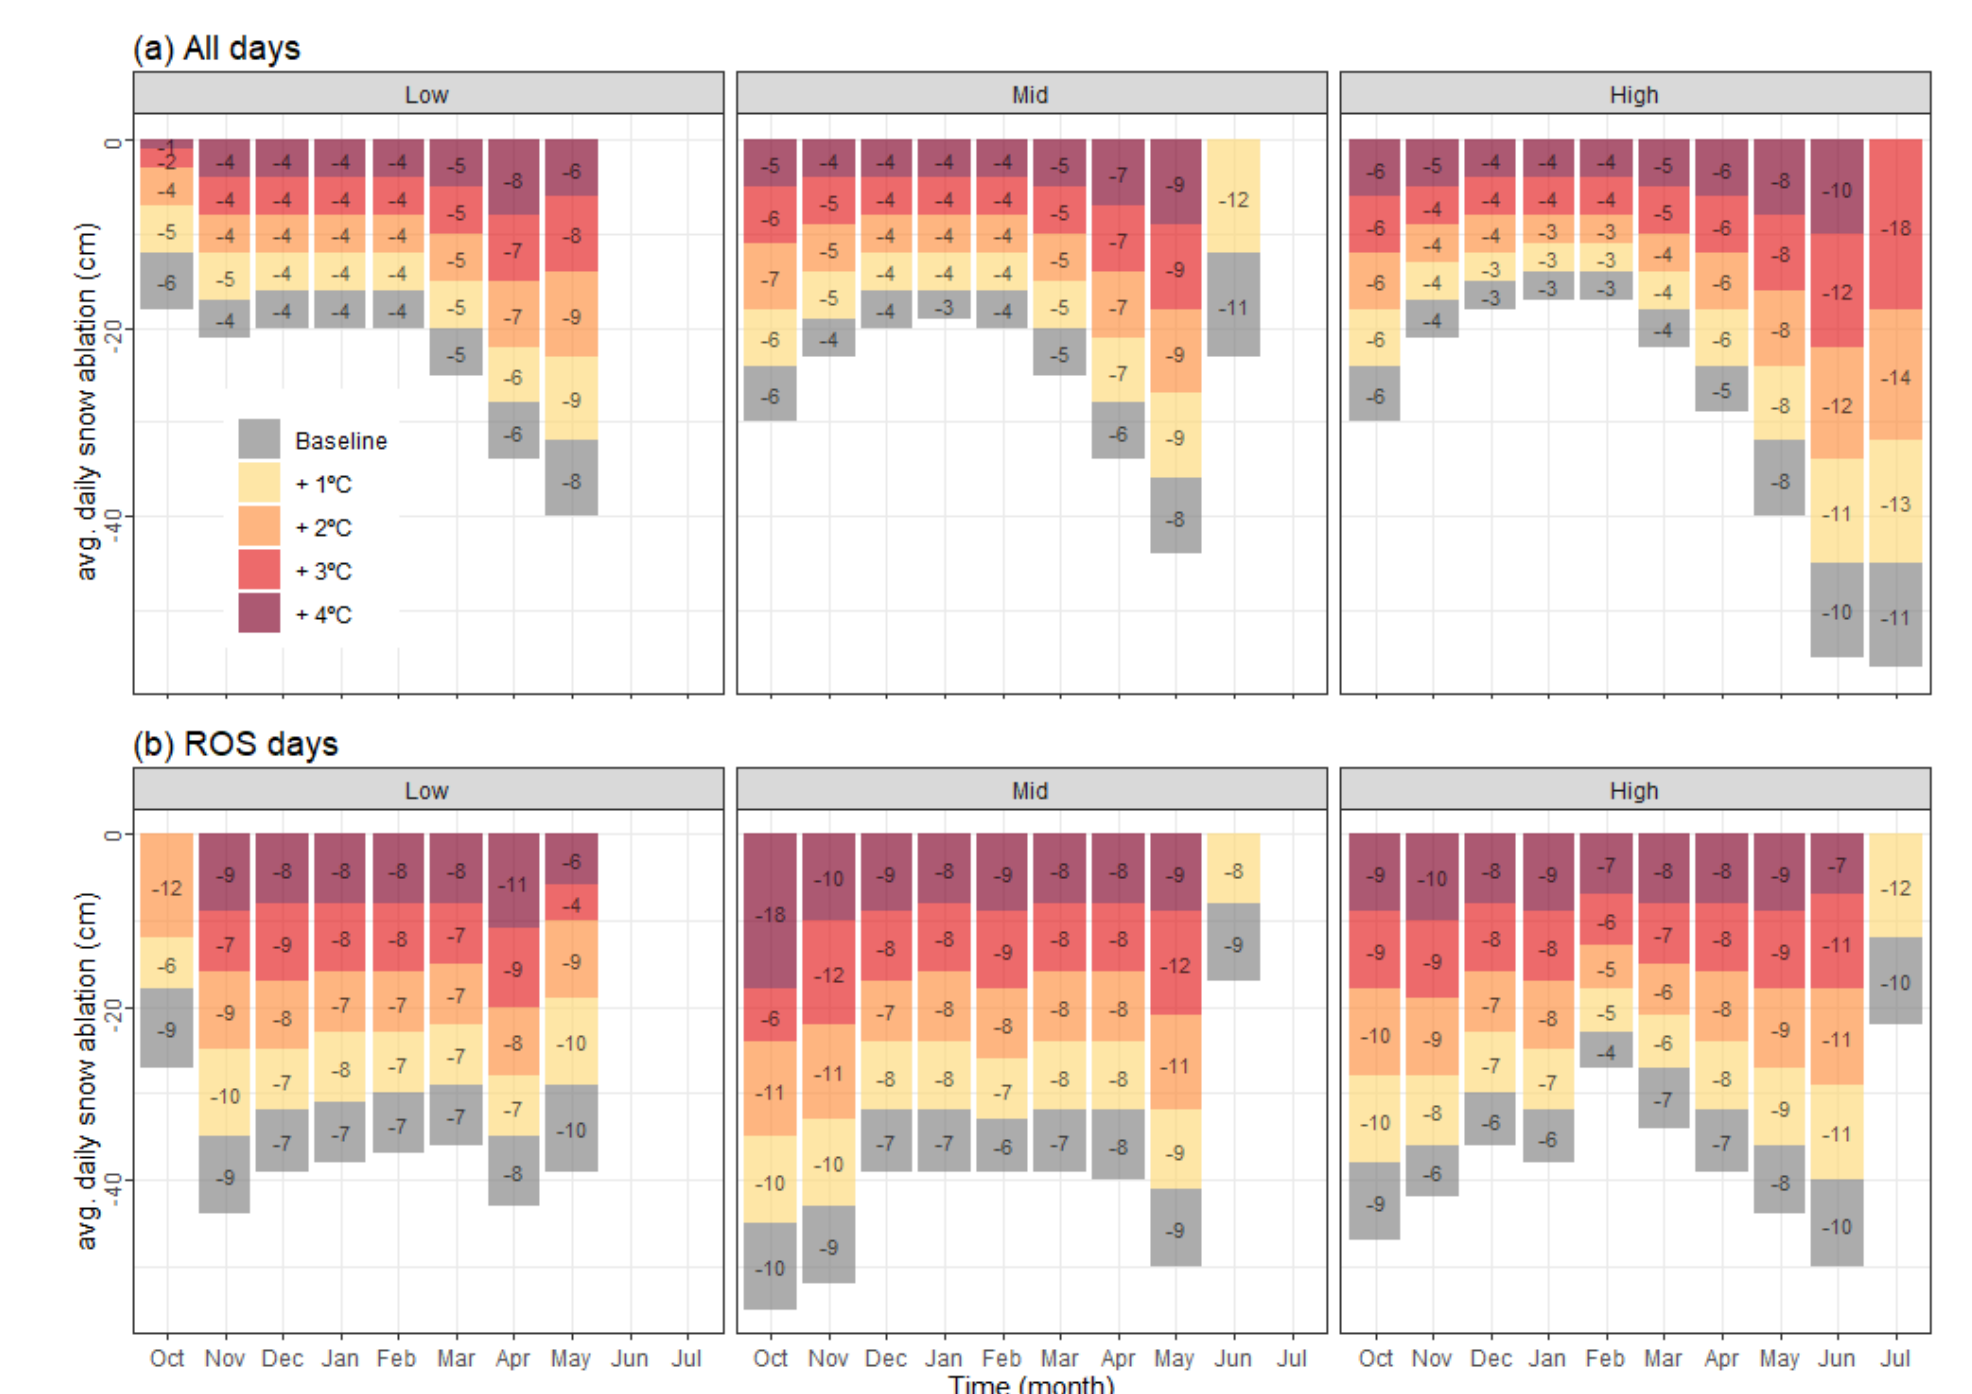 (a) All days
Low Mid High
0
-20
-40
avg. daily snow ablation (cm)
-1 -2 -4 -5 -6
-4 -4 -4 -5 -4
-4 -4 -4 -4 -4
-4 -4 -4 -4 -4
-4 -4 -4 -4 -4
-5 -5 -5 -5 -5
-8 -7 -7 -6 -6
-6 -8 -9 -9 -8
Baseline
+ 1ºC
+ 2ºC
+ 3ºC
+ 4ºC
-5 -6 -7 -6 -6
-4 -5 -5 -5 -4
-4 -4 -4 -4 -4
-4 -4 -4 -4 -3
-4 -4 -4 -4 -4
-5 -5 -5 -5 -5
-7 -7 -7 -7 -6
-9 -9 -9 -9 -8
-12 -11
-6 -6 -6 -6 -6
-5 -4 -4 -4 -4
-4 -4 -4 -3 -3
-4 -4 -3 -3 -3
-4 -4 -3 -3 -3
-5 -5 -4 -4 -4
-6 -6 -6 -6 -5
-8 -8 -8 -8 -8
-10 -12 -12 -11 -10
-18 -14 -13 -11
(b) ROS days
Low Mid High
0
-20
-40
avg. daily snow ablation (cm)
-12 -6 -9
-9 -7 -9 -10 -9
-8 -9 -8 -7 -7
-8 -8 -7 -8 -7
-8 -8 -7 -7 -7
-8 -7 -7 -7 -7
-11 -9 -8 -7 -8
-6 -4 -9 -10 -10
-18 -6 -11 -10 -10
-10 -12 -11 -10 -9
-9 -8 -7 -8 -7
-8 -8 -8 -8 -7
-9 -9 -8 -7 -6
-8 -8 -8 -8 -7
-8 -8 -8 -8 -8
-9 -12 -11 -9 -9
-8 -9
-9 -9 -10 -10 -9
-10 -9 -9 -8 -6
-8 -8 -7 -7 -6
-9 -8 -8 -7 -6
-7 -6 -5 -5 -4
-8 -7 -6 -6 -7
-8 -8 -8 -8 -7
-9 -9 -9 -9 -8
-7 -11 -11 -11 -10
-12 -10
Oct Nov Dec Jan Feb Mar Apr May Jun Jul
Oct Nov Dec Jan Feb Mar Apr May Jun Jul
Oct Nov Dec Jan Feb Mar Apr May Jun Jul
Time (month)